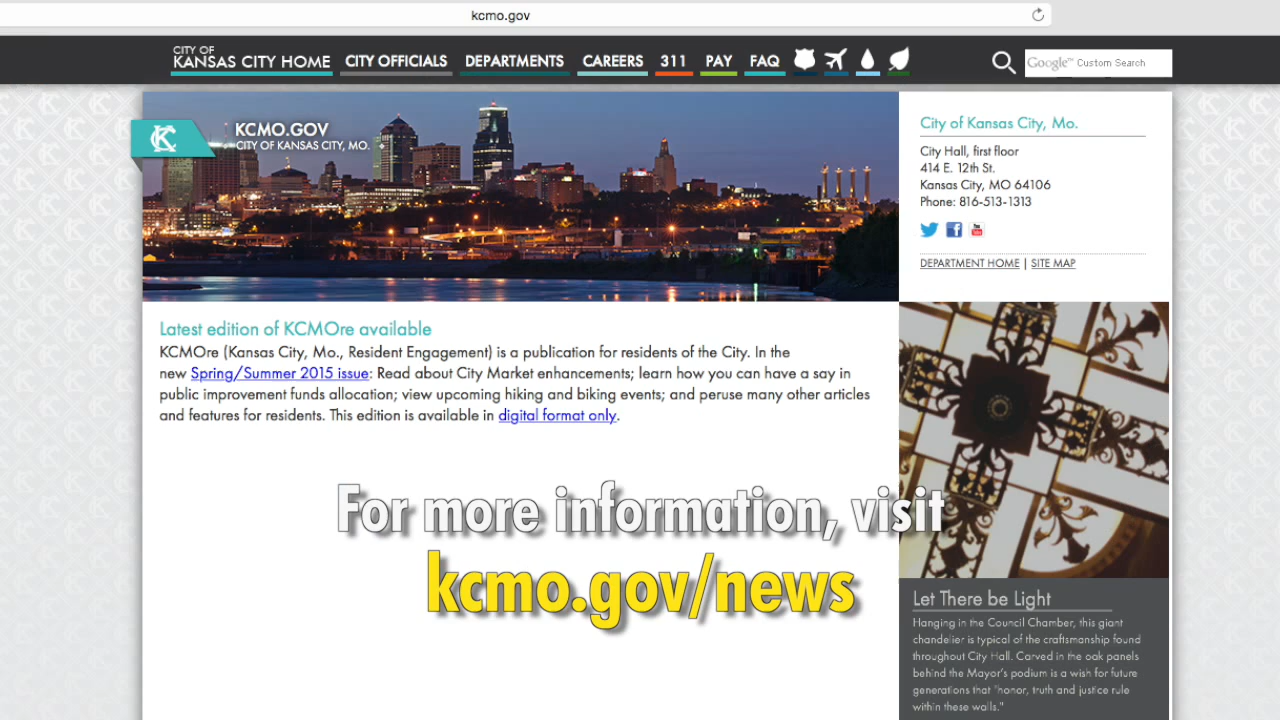 kcmo.gov
CITY OF
KANSAS CITY HOME
CITY OFFICIALS
DEPARTMENTS
CAREERS
311
PAY
FAQ
Google™ Custom Search
KCMO.GOV
CITY OF KANSAS CITY, MO.
City of Kansas City, Mo.
City Hall, first floor
414 E. 12th St.
Kansas City, MO 64106
Phone: 816-513-1313
DEPARTMENT HOME | SITE MAP
Latest edition of KCMOre available
KCMOre (Kansas City, Mo., Resident Engagement) is a publication for residents of the City. In the
new Spring/Summer 2015 issue: Read about City Market enhancements; learn how you can have a say in
public improvement funds allocation; view upcoming hiking and biking events; and peruse many other articles
and features for residents. This edition is available in digital format only.
For more information, visit
kcmo.gov/news
Let There be Light
Hanging in the Council Chamber, this giant
chandelier is typical of the craftsmanship found
throughout City Hall. Carved in the oak panels
behind the Mayor's podium is a wish for future
generations that "honor, truth and justice rule
within these walls."